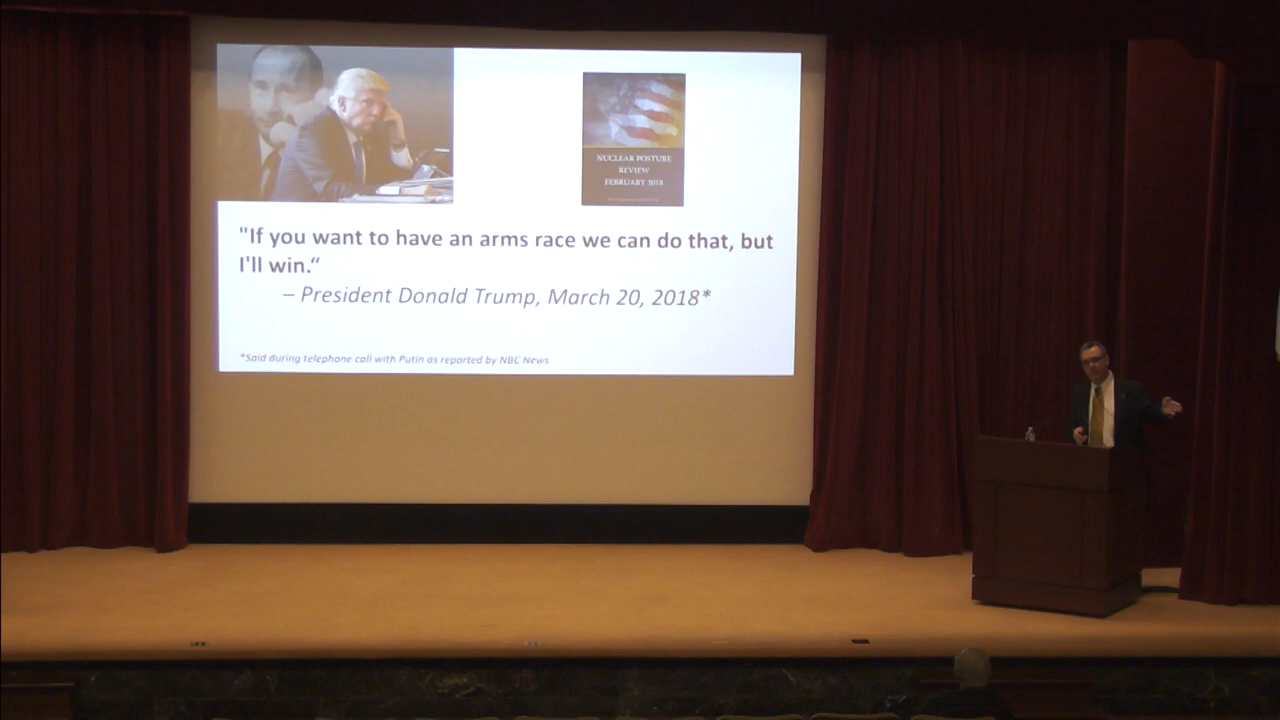 NUCLEAR POSTURE
REVIEW
FEBRUARY 2018
"If you want to have an arms race we can do that, but
I'll win.“
– President Donald Trump, March 20, 2018*
*Said during telephone call with Putin as reported by NBC News